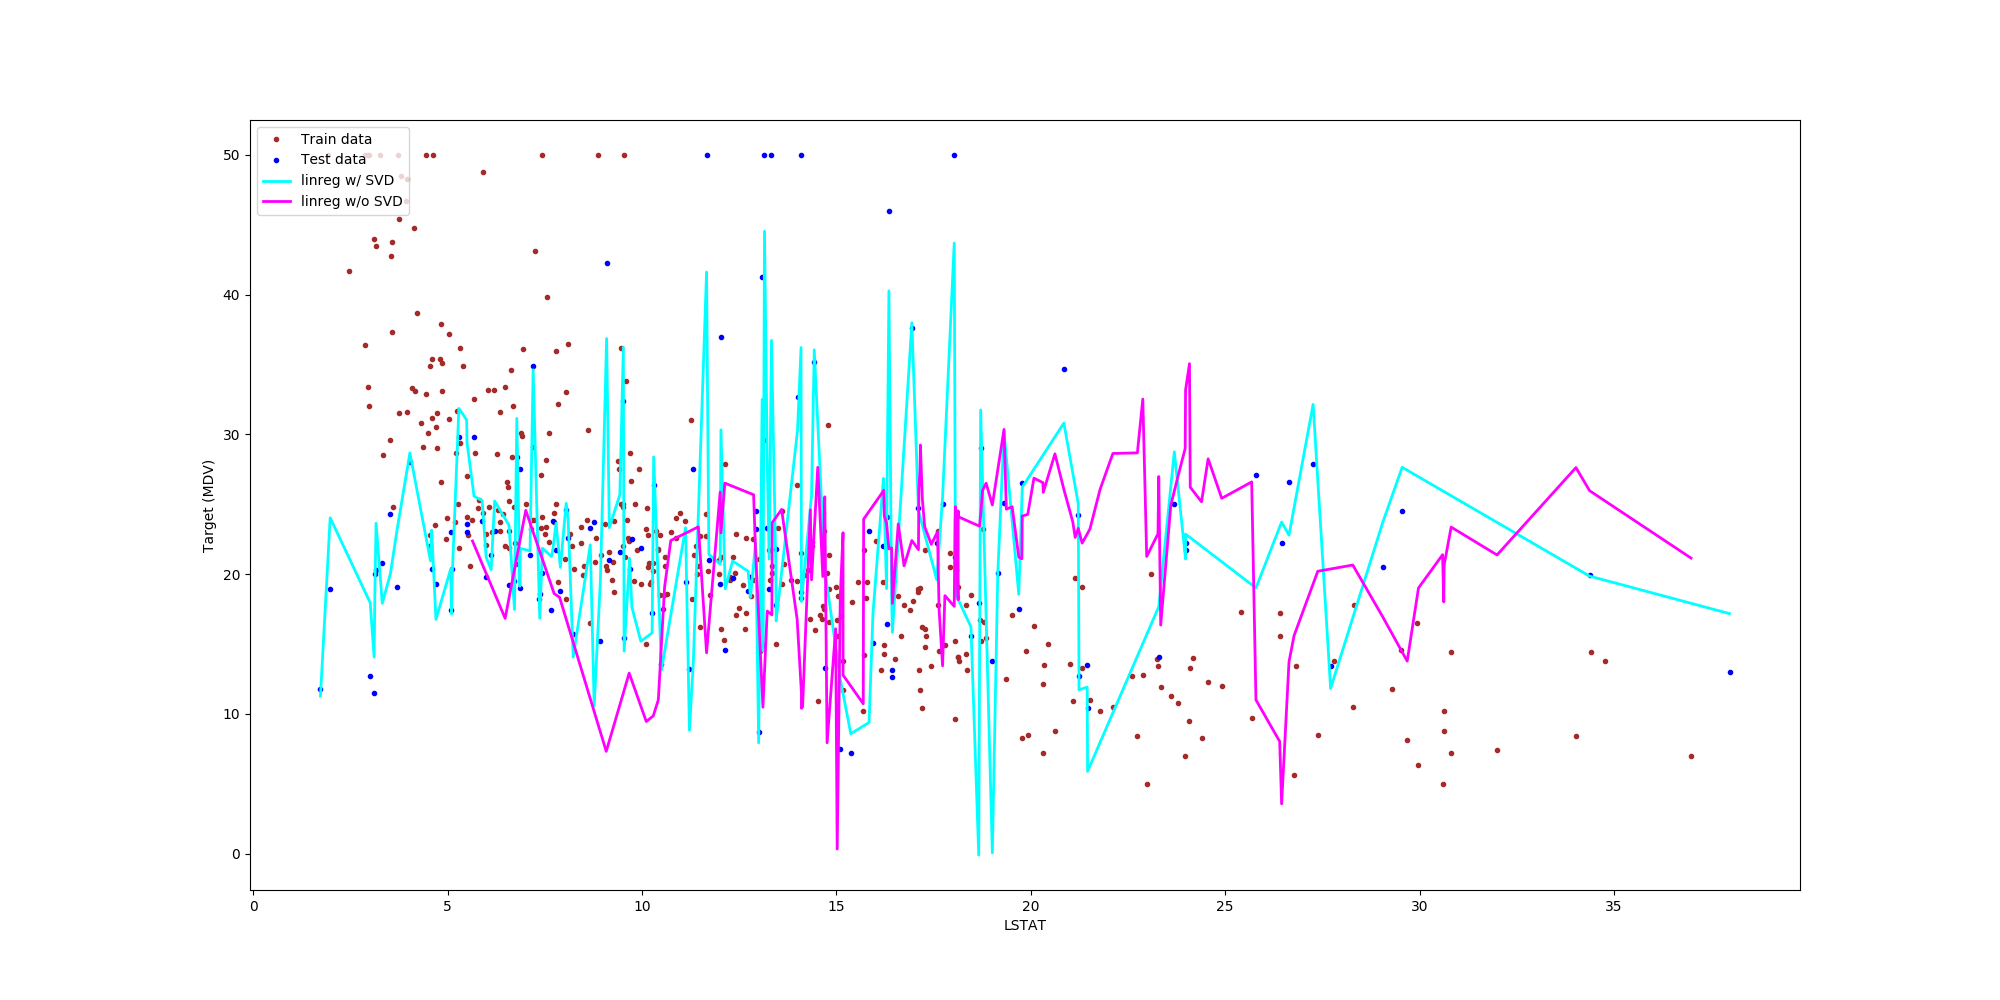 Train data
Test data
linreg w/ SVD
linreg w/o SVD
50
40
30
20
10
0
Target (MDV)
0 5 10 15 20 25 30 35
LSTAT